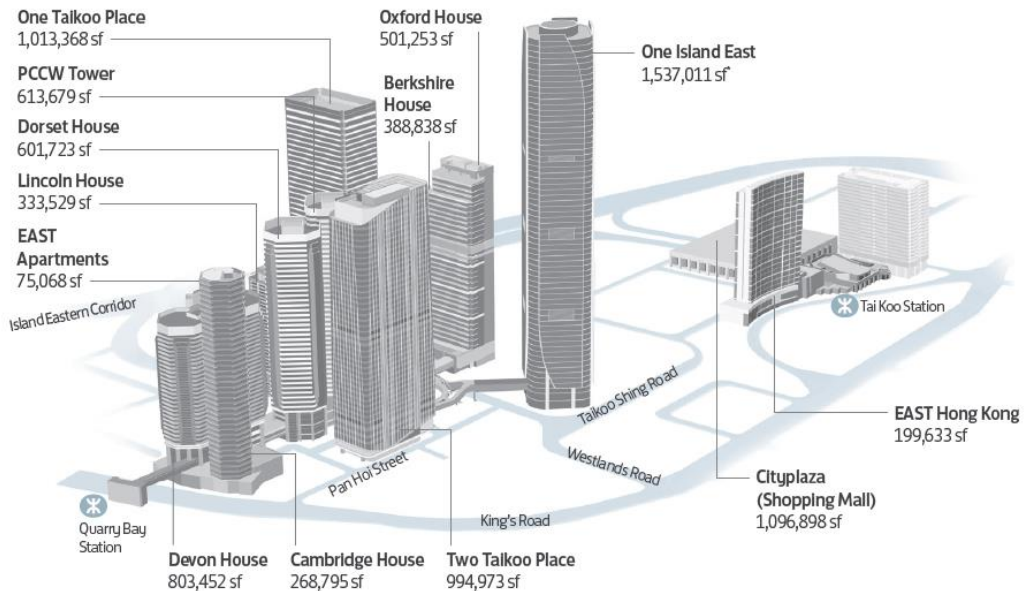 One Taikoo Place
1,013,368 sf
PCCW Tower
613,679 sf
Dorset House
601,723 sf
Lincoln House
333,529 sf
EAST
Apartments
75,068 sf
Oxford House
501,253 sf
Berkshire
House
388,838 sf
One Island East
1,537,011 sf*
Island Eastern Corridor
Tai Koo Station
Taikoo Shing Road
EAST Hong Kong
199,633 sf
Westlands Road
Pan Hoi Street
Cityplaza
(Shopping Mall)
1,096,898 sf
King's Road
Quarry Bay
Station
Devon House
803,452 sf
Cambridge House
268,795 sf
Two Taikoo Place
994,973 sf